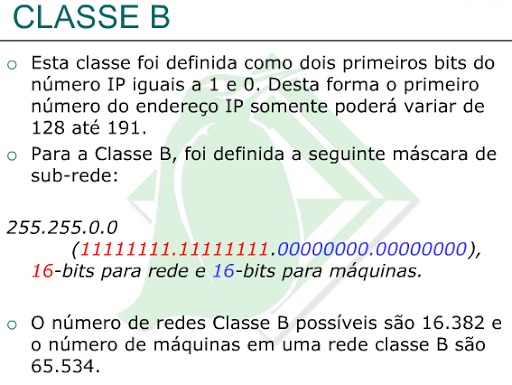 CLASSE B
Esta classe foi definida como dois primeiros bits do
número IP iguais a 1 e 0. Desta forma o primeiro
número do endereço IP somente poderá variar de
128 até 191.
Para a Classe B, foi definida a seguinte máscara de
sub-rede:
255.255.0.0
(11111111.11111111.00000000.00000000),
16-bits para rede e 16-bits para máquinas.
O número de redes Classe B possíveis são 16.382 e
o número de máquinas em uma rede classe B são
65.534.